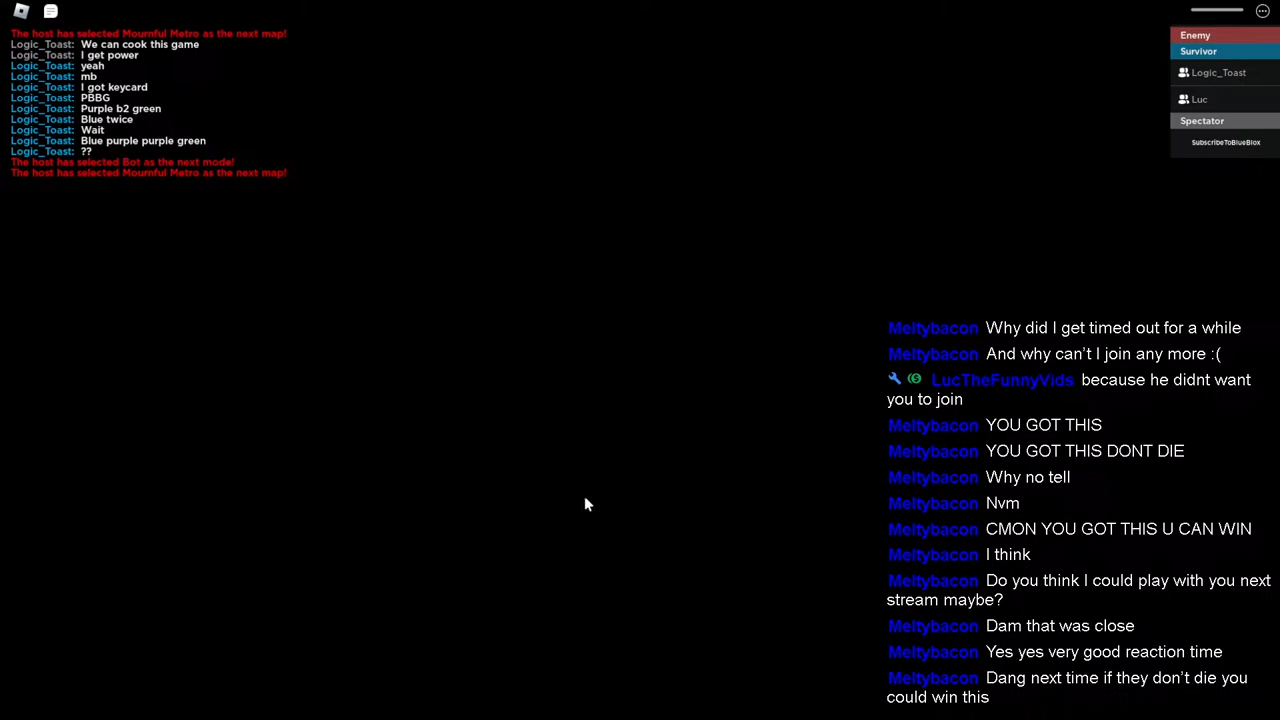 The host has selected Mournful Metro as the next map!
Logic_Toast: We can cook this game
Logic_Toast: I get power
Logic_Toast: yeah
Logic_Toast: mb
Logic_Toast: I got keycard
Logic_Toast: PBBG
Logic_Toast: Purple b2 green
Logic_Toast: Blue twice
Logic_Toast: Wait
Logic_Toast: Blue purple purple green
Logic_Toast: ??
The host has selected Bot as the next mode!
The host has selected Mournful Metro as the next map!
Enemy
Survivor
Logic_Toast
Luc
Spectator
SubscribeToBlueBlox
Meltybacon Why did I get timed out for a while
Meltybacon And why can’t I join any more :(
LucTheFunnyVids because he didnt want
you to join
Meltybacon YOU GOT THIS
Meltybacon YOU GOT THIS DONT DIE
Meltybacon Why no tell
Meltybacon Nvm
Meltybacon CMON YOU GOT THIS U CAN WIN
Meltybacon I think
Meltybacon Do you think I could play with you next
stream maybe?
Meltybacon Dam that was close
Meltybacon Yes yes very good reaction time
Meltybacon Dang next time if they don’t die you
could win this